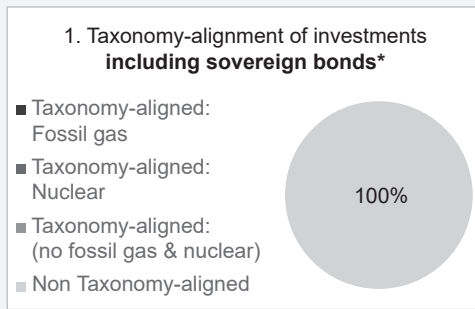 1. Taxonomy-alignment of investments
including sovereign bonds*
Taxonomy-aligned:
Fossil gas
Taxonomy-aligned:
Nuclear
Taxonomy-aligned:
(no fossil gas & nuclear)
Non Taxonomy-aligned
100%